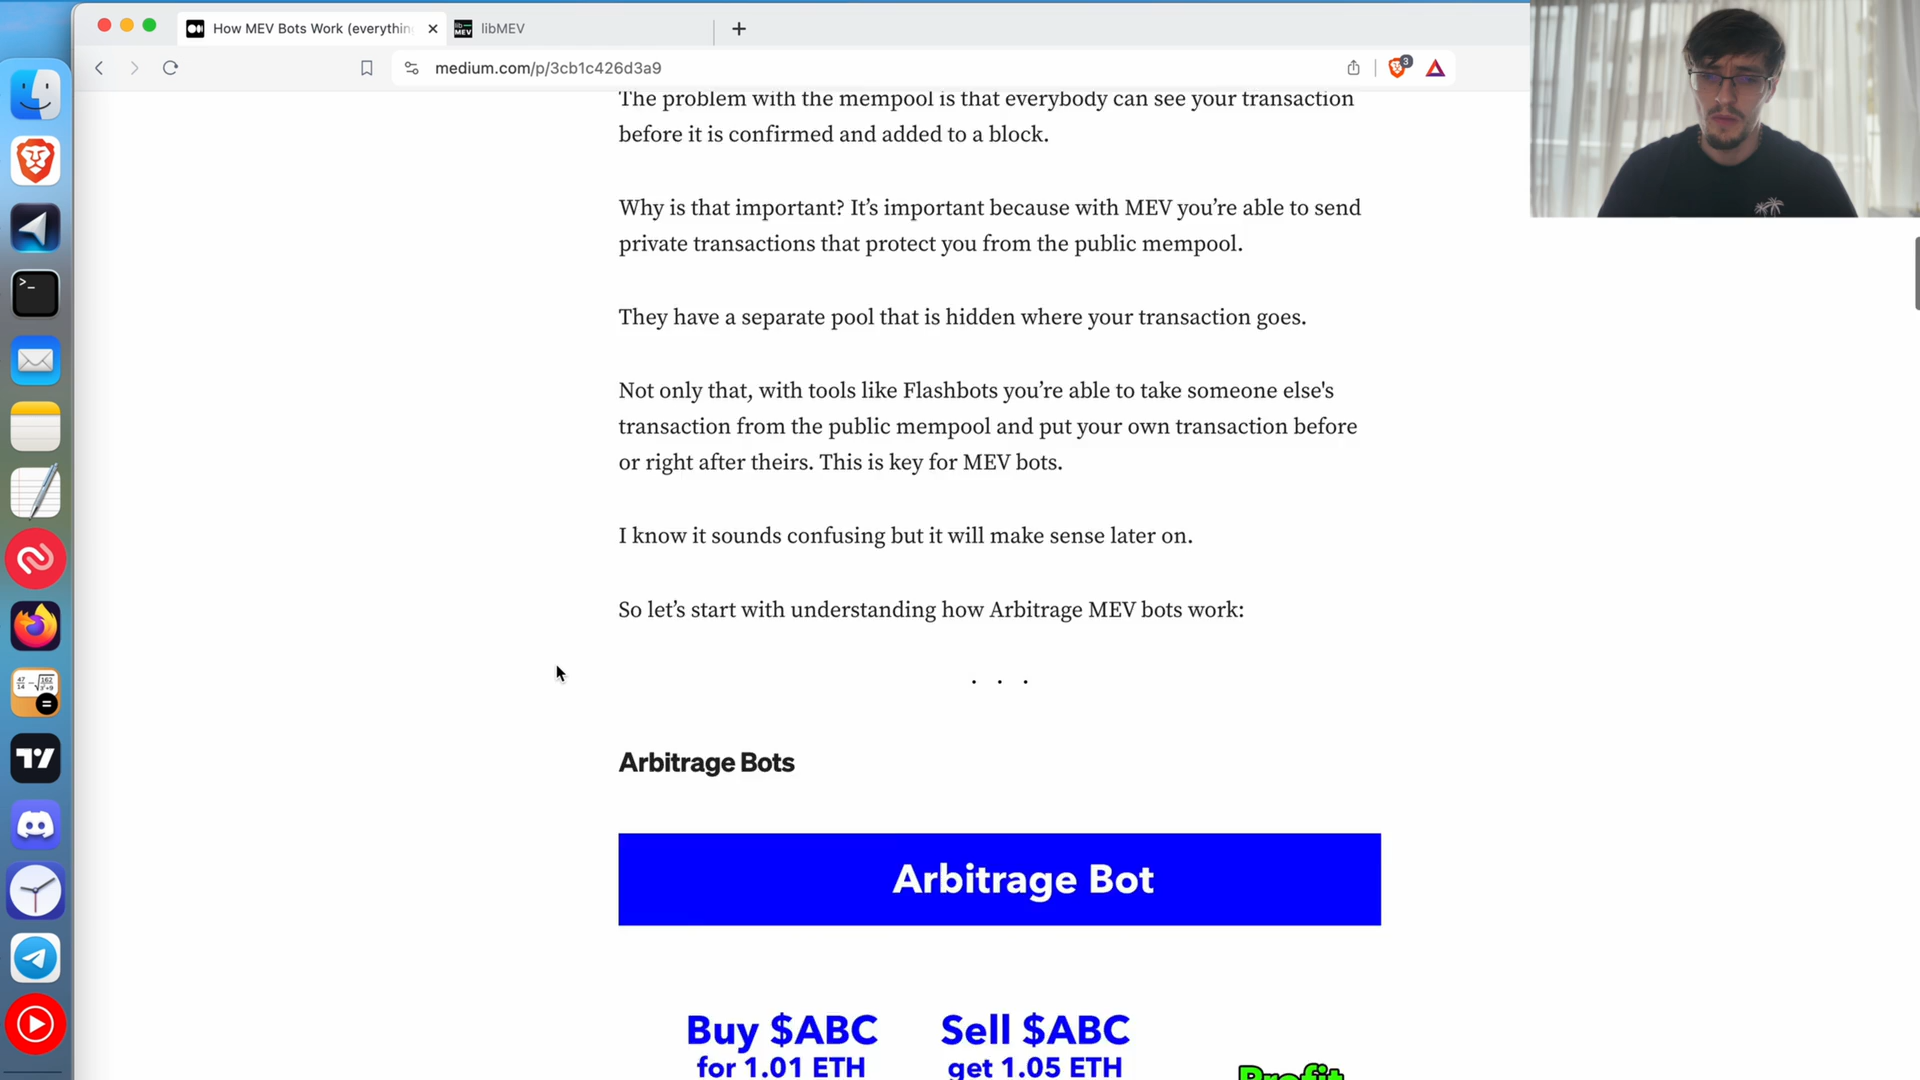 How MEV Bots Work (everythin
libMEV
medium.com/p/3cb1c426d3a9
3
The problem with the mempool is that everybody can see your transaction
before it is confirmed and added to a block.
Why is that important? It’s important because with MEV you’re able to send
private transactions that protect you from the public mempool.
They have a separate pool that is hidden where your transaction goes.
Not only that, with tools like Flashbots you’re able to take someone else's
transaction from the public mempool and put your own transaction before
or right after theirs. This is key for MEV bots.
I know it sounds confusing but it will make sense later on.
So let’s start with understanding how Arbitrage MEV bots work:
. . .
Arbitrage Bots
Arbitrage Bot
Buy $ABC
for 1.01 ETH
Sell $ABC
get 1.05 ETH
Profit